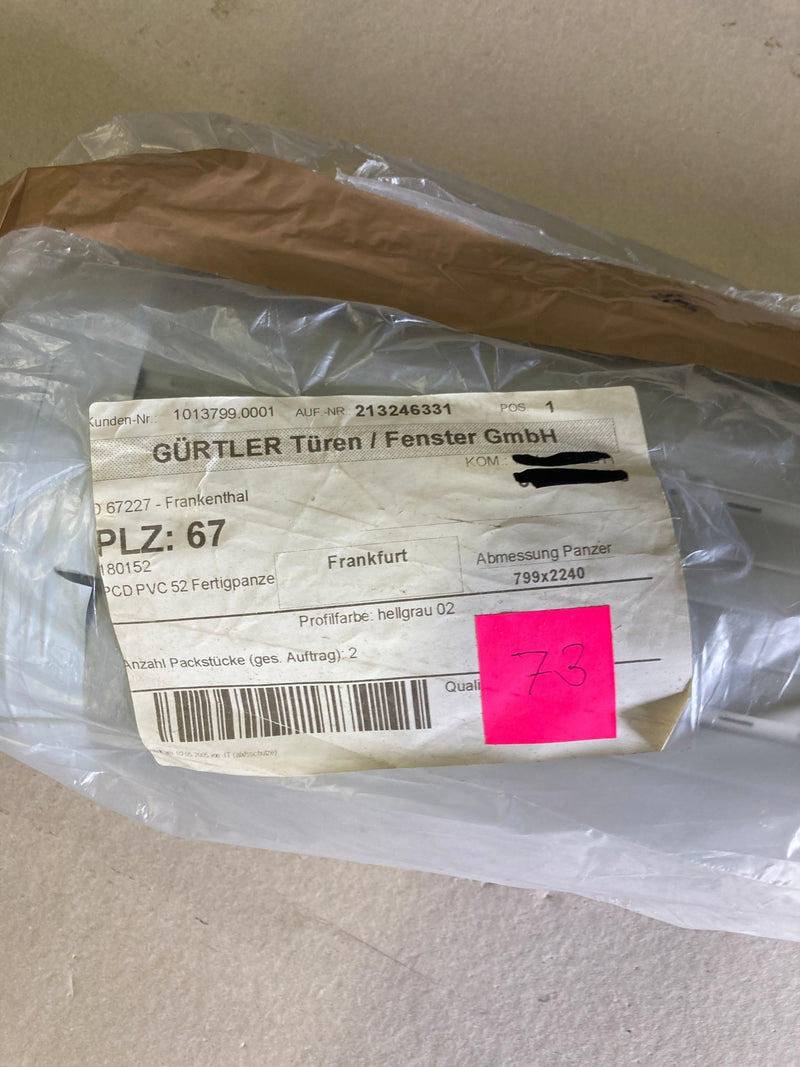 Kunden-Nr.: 1013799.0001 AUF.-NR. 213246331 POS 1
GÜRTLER Türen / Fenster GmbH
KOM.:
D 67227 - Frankenthal
PLZ: 67
180152
PCD PVC 52 Fertigpanze
Frankfurt
Abmessung Panzer
799x2240
Profilfarbe: hellgrau 02
Anzahl Packstücke (ges. Auftrag): 2
Quali
73